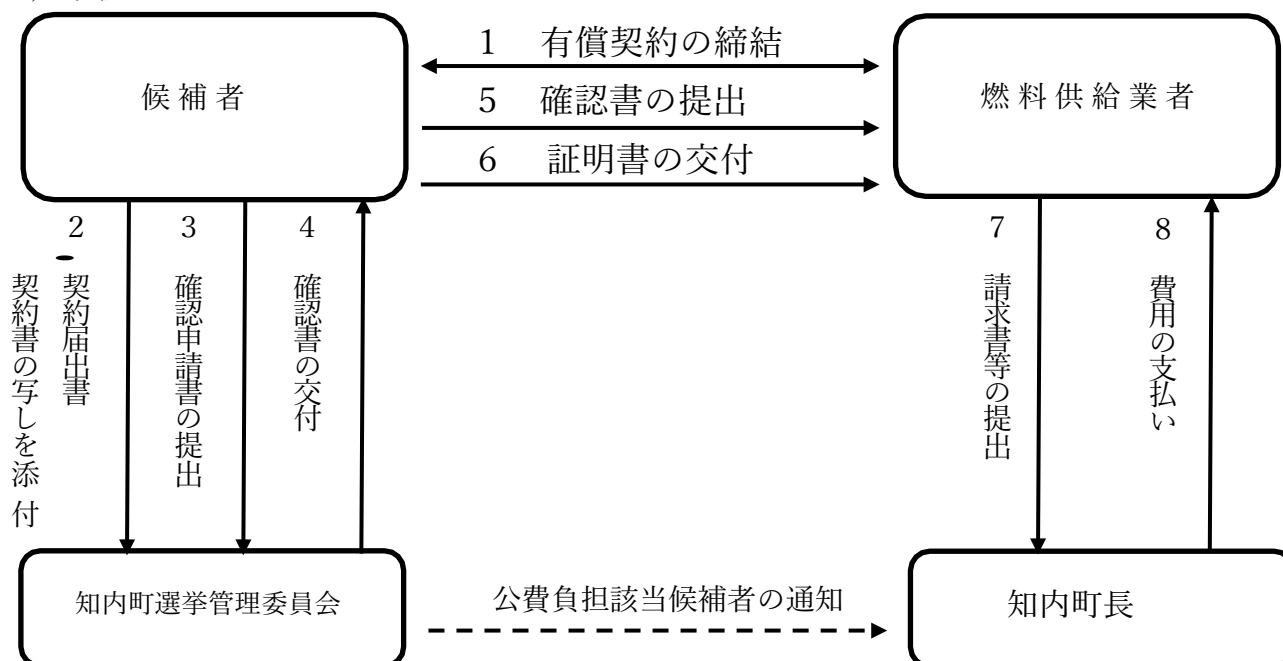 候補者
1 有償契約の締結
5 確認書の提出
6 証明書の交付
燃料供給業者
2 契約届出書
契約書の写しを添付
3 確認申請書の提出
4 確認書の交付
7 請求書等の提出
8 費用の支払い
知内町選挙管理委員会
公費負担該当候補者の通知
知内町長